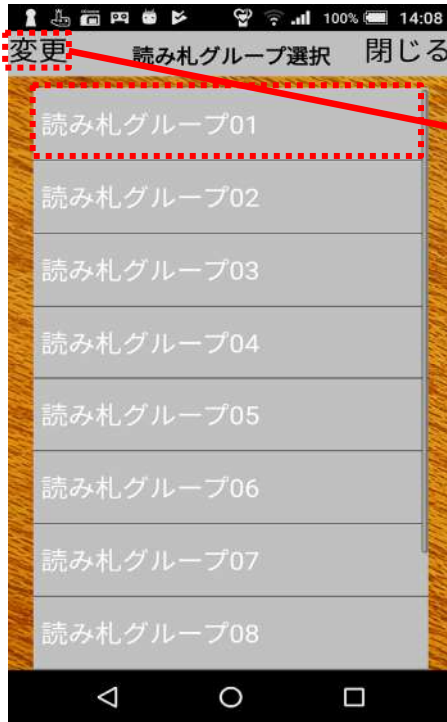 100% 14:08
変更 読み札グループ選択 閉じる
読み札グループ01
読み札グループ02
読み札グループ03
読み札グループ04
読み札グループ05
読み札グループ06
読み札グループ07
読み札グループ08